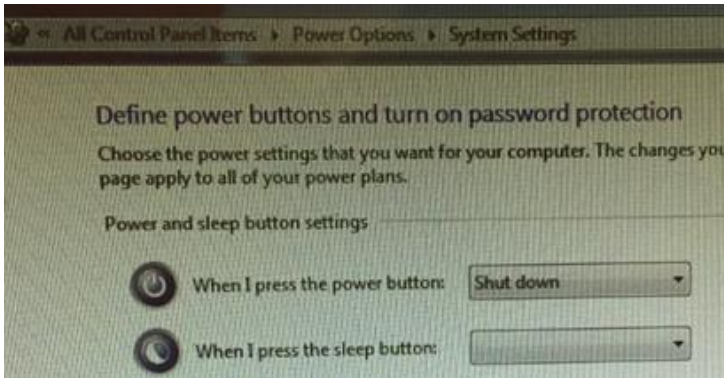 « All Control Panel Items ▸ Power Options ▸ System Settings
Define power buttons and turn on password protection
Choose the power settings that you want for your computer. The changes you
page apply to all of your power plans.
Power and sleep button settings
When I press the power button: Shut down
When I press the sleep button: